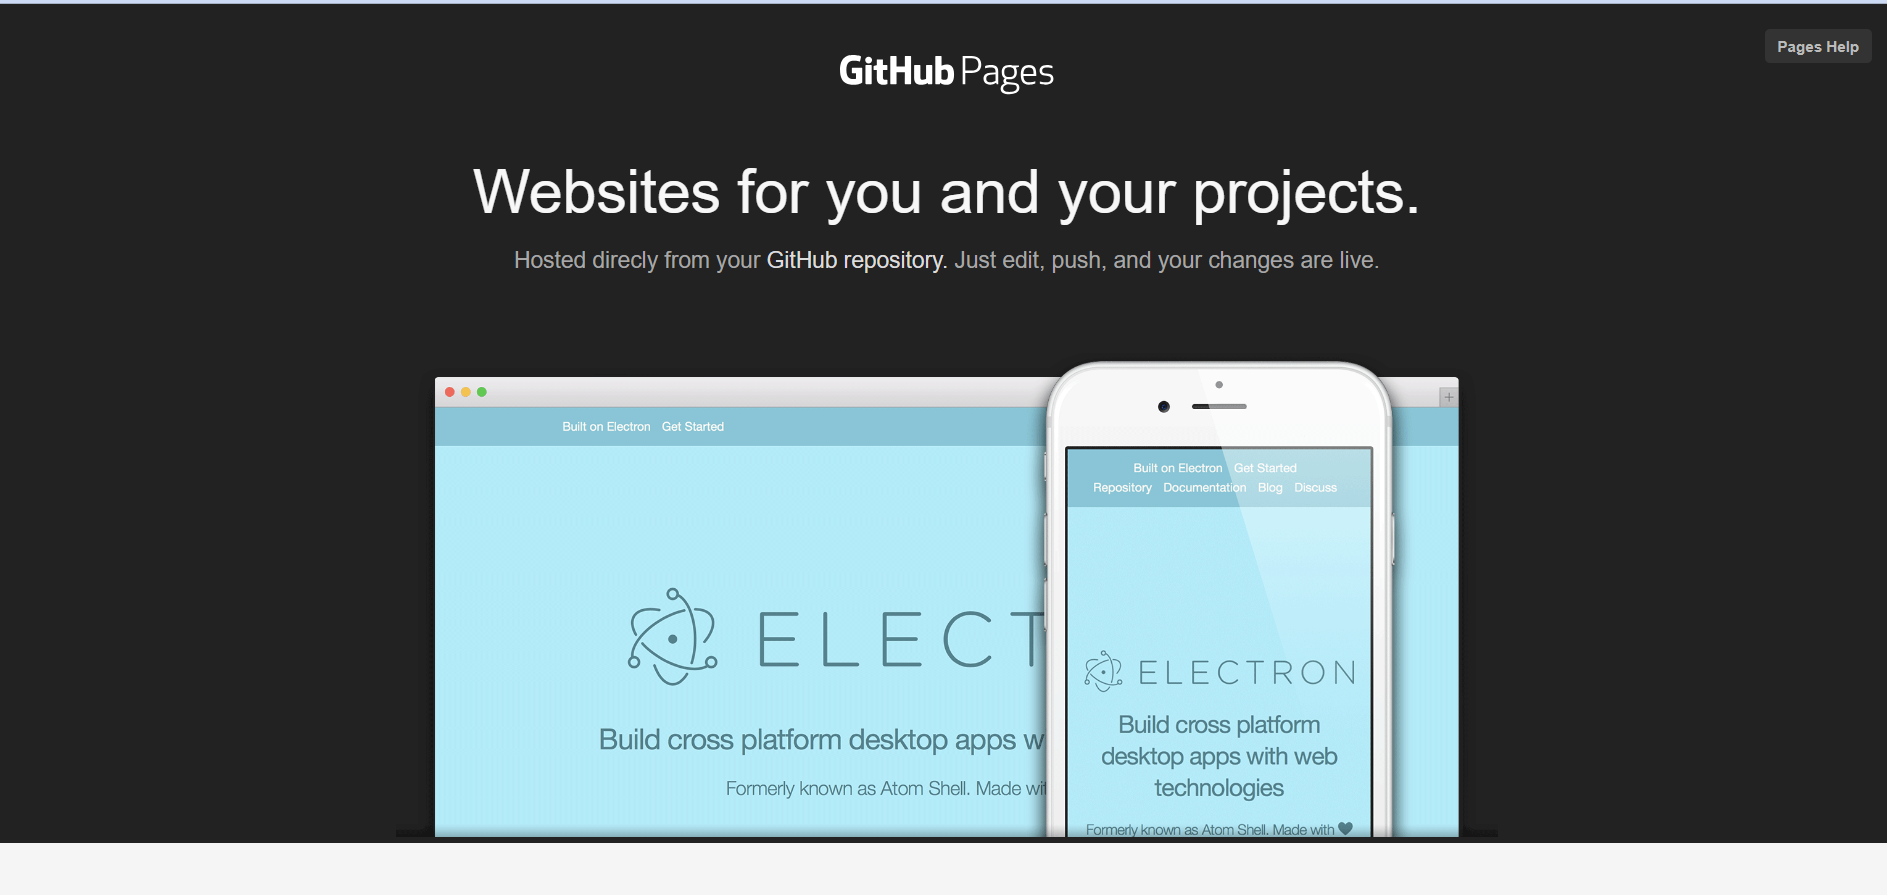 Pages Help
GitHub Pages
Websites for you and your projects.
Hosted direcly from your GitHub repository. Just edit, push, and your changes are live.
Built on Electron Get Started
ELECT
Build cross platform desktop apps w
Formerly known as Atom Shell. Made wit
Built on Electron Get Started
Repository Documentation Blog Discuss
ELECTRON
Build cross platform
desktop apps with web
technologies
Formerly known as Atom Shell. Made with